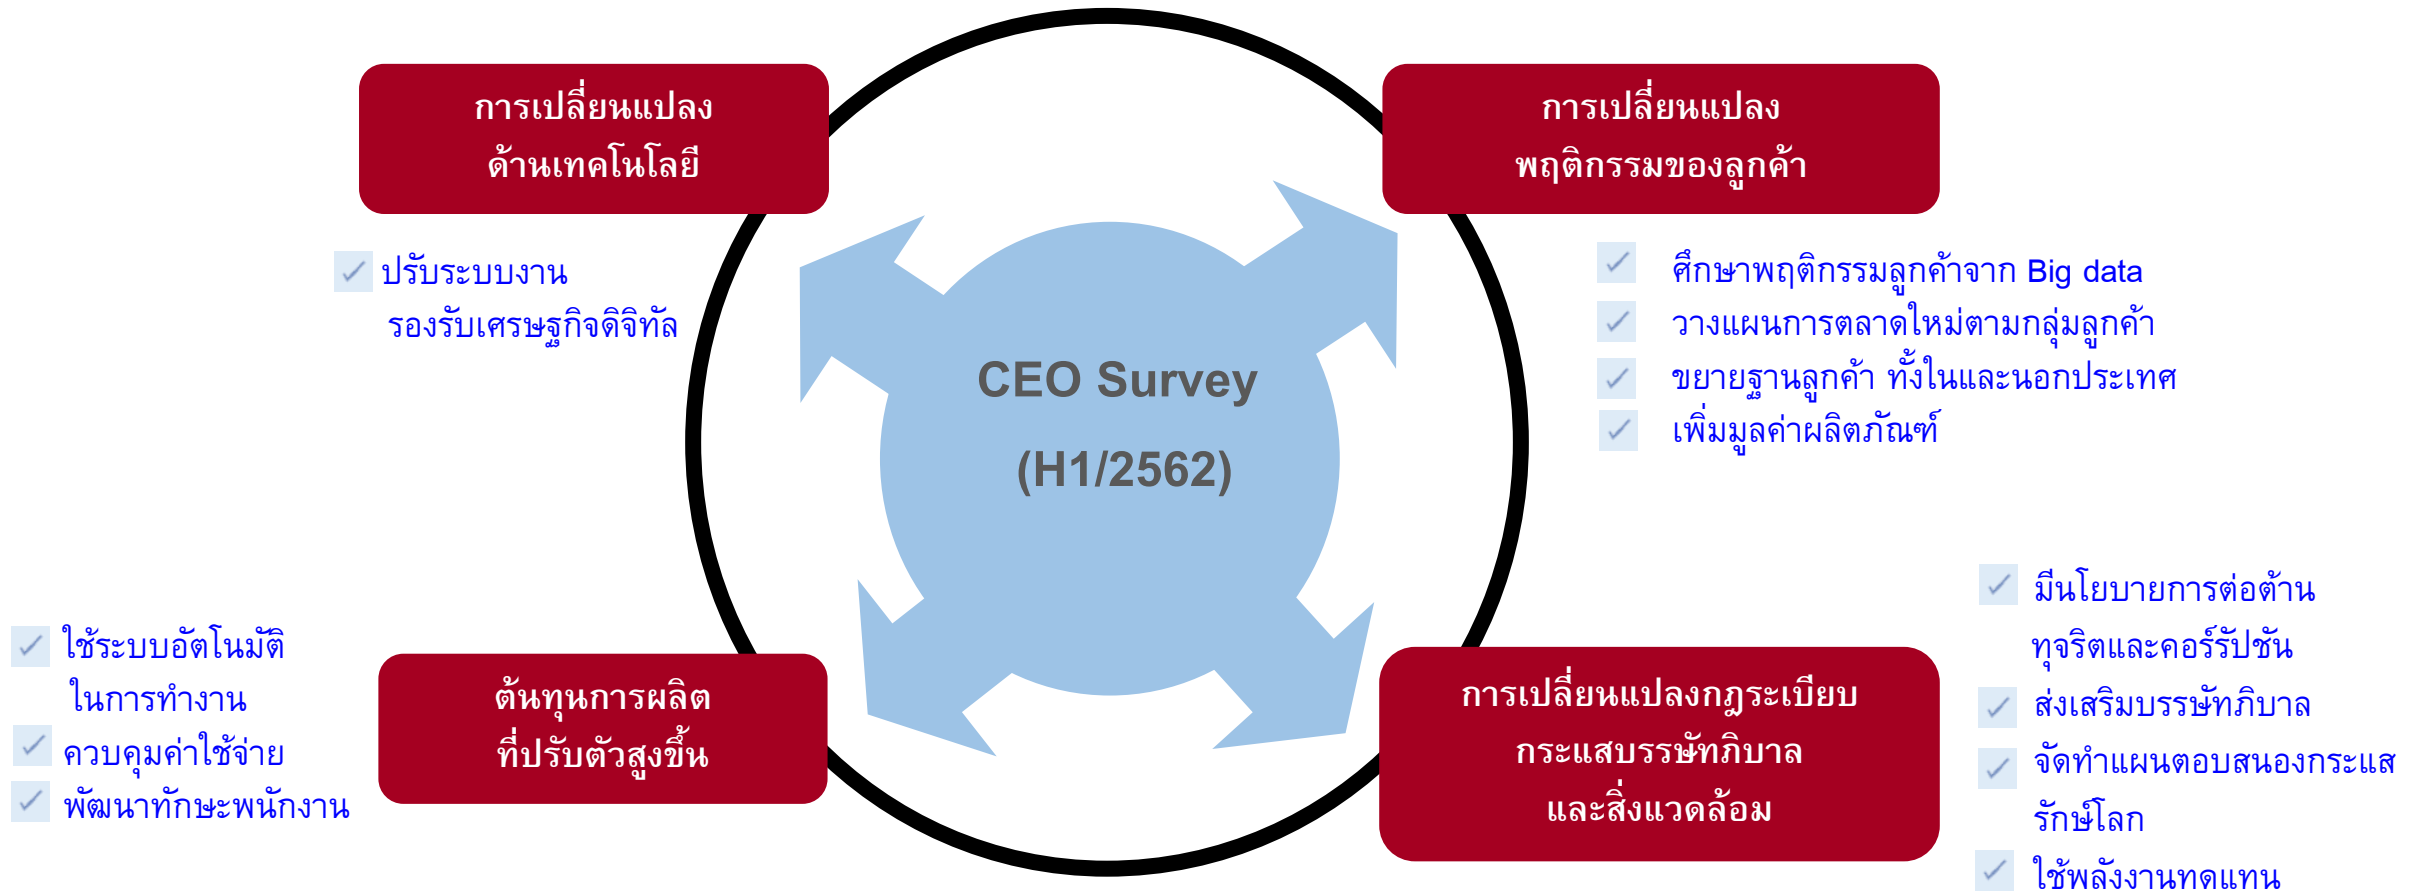 การเปลี่ยนแปลง
ด้านเทคโนโลยี
ปรับระบบงาน
รองรับเศรษฐกิจดิจิทัล
การเปลี่ยนแปลง
พฤติกรรมของลูกค้า
ศึกษาพฤติกรรมลูกค้าจาก Big data
วางแผนการตลาดใหม่ตามกลุ่มลูกค้า
ขยายฐานลูกค้า ทั้งในและนอกประเทศ
เพิ่มมูลค่าผลิตภัณฑ์
CEO Survey
(H1/2562)
ใช้ระบบอัตโนมัติ
ในการทำงาน
ควบคุมค่าใช้จ่าย
พัฒนาทักษะพนักงาน
ต้นทุนการผลิต
ที่ปรับตัวสูงขึ้น
การเปลี่ยนแปลงกฎระเบียบ
กระแสบรรษัทภิบาล
และสิ่งแวดล้อม
มีนโยบายการต่อต้าน
ทุจริตและคอร์รัปชัน
ส่งเสริมบรรษัทภิบาล
จัดทำแผนตอบสนองกระแส
รักษ์โลก
ใช้พลังงานทดแทน